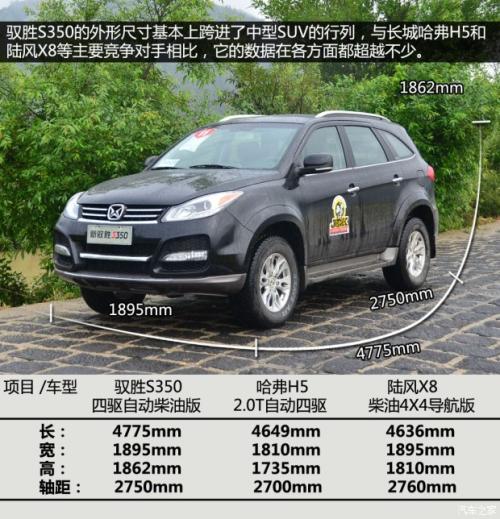 驭胜S350的外形尺寸基本上跨进了中型SUV的行列，与长城哈弗H5和
陆风X8等主要竞争对手相比，它的数据在各方面都超越不少。
1862mm
新驭胜S350
1895mm
2750mm
4775mm
项目 /车型 驭胜S350 哈弗H5 陆风X8
四驱自动柴油版 2.0T自动四驱 柴油4X4导航版
长： 4775mm 4649mm 4636mm
宽： 1895mm 1810mm 1895mm
高： 1862mm 1735mm 1810mm
轴距： 2750mm 2700mm 2760mm
汽车之家